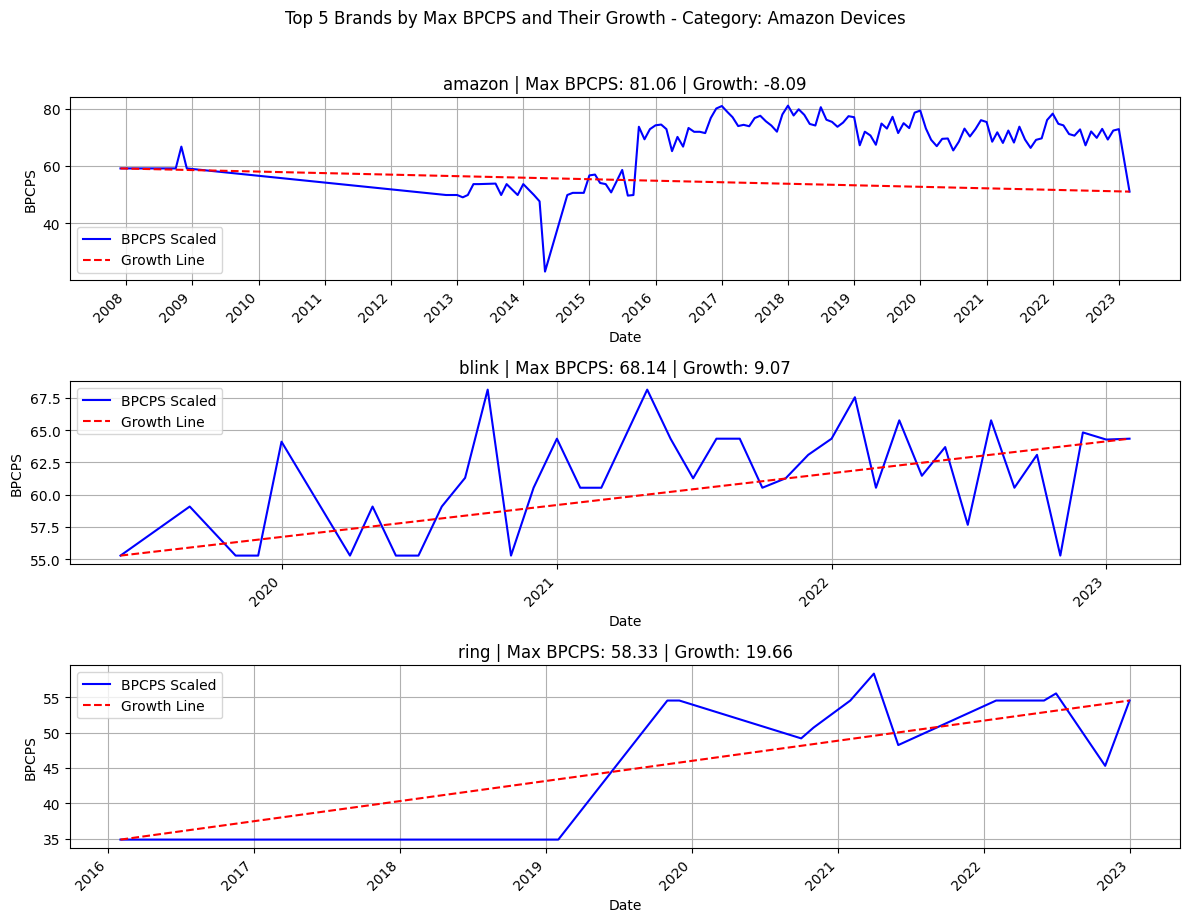 Top 5 Brands by Max BPCPS and Their Growth - Category: Amazon Devices
amazon | Max BPCPS: 81.06 | Growth: -8.09
80
60
40
BPCPS
BPCPS Scaled
Growth Line
2008 2009 2010 2011 2012 2013 2014 2015 2016 2017 2018 2019 2020 2021 2022 2023
Date
blink | Max BPCPS: 68.14 | Growth: 9.07
67.5
65.0
62.5
60.0
57.5
55.0
BPCPS
BPCPS Scaled
Growth Line
2020 2021 2022 2023
Date
ring | Max BPCPS: 58.33 | Growth: 19.66
55
50
45
40
35
BPCPS
BPCPS Scaled
Growth Line
2016 2017 2018 2019 2020 2021 2022 2023
Date